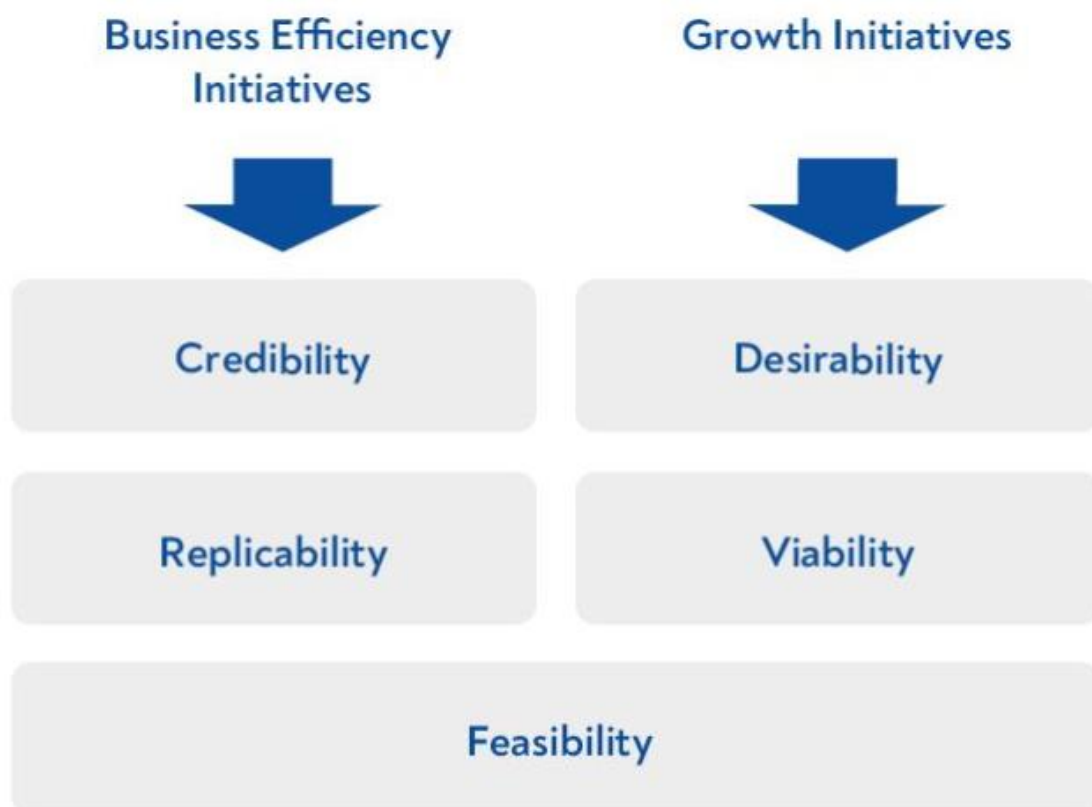 Business Efficiency
Initiatives
Growth Initiatives
Credibility
Desirability
Replicability
Viability
Feasibility